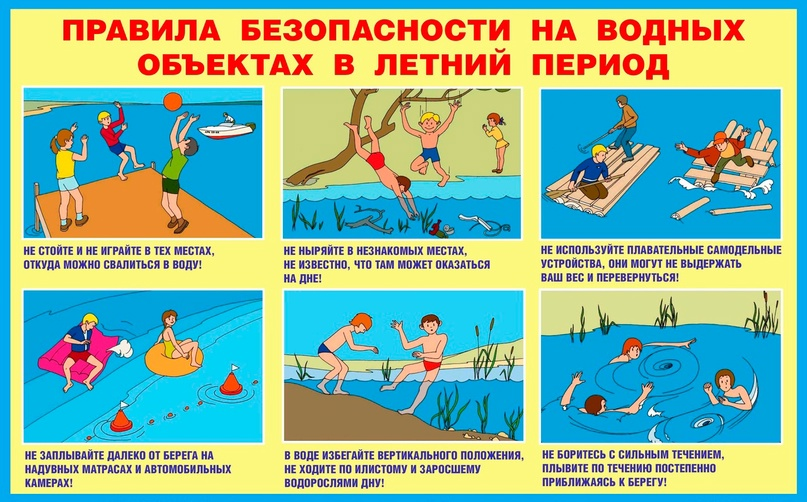 ПРАВИЛА БЕЗОПАСНОСТИ НА ВОДНЫХ
ОБЪЕКТАХ В ЛЕТНИЙ ПЕРИОД
НЕ СТОЙТЕ И НЕ ИГРАЙТЕ В ТЕХ МЕСТАХ,
ОТКУДА МОЖНО СВАЛИТЬСЯ В ВОДУ!
НЕ НЫРЯЙТЕ В НЕЗНАКОМЫХ МЕСТАХ,
НЕ ИЗВЕСТНО, ЧТО ТАМ МОЖЕТ ОКАЗАТЬСЯ
НА ДНЕ!
НЕ ИСПОЛЬЗУЙТЕ ПЛАВАТЕЛЬНЫЕ САМОДЕЛЬНЫЕ
УСТРОЙСТВА, ОНИ МОГУТ НЕ ВЫДЕРЖАТЬ
ВАШ ВЕС И ПЕРЕВЕРНУТЬСЯ!
НЕ ЗАПЛЫВАЙТЕ ДАЛЕКО ОТ БЕРЕГА НА
НАДУВНЫХ МАТРАСАХ И АВТОМОБИЛЬНЫХ
КАМЕРАХ!
В ВОДЕ ИЗБЕГАЙТЕ ВЕРТИКАЛЬНОГО ПОЛОЖЕНИЯ,
НЕ ХОДИТЕ ПО ИЛИСТОМУ И ЗАРОСШЕМУ
ВОДОРОСЛЯМИ ДНУ!
НЕ БОРИТЕСЬ С СИЛЬНЫМ ТЕЧЕНИЕМ,
ПЛЫВИТЕ ПО ТЕЧЕНИЮ ПОСТЕПЕННО
ПРИБЛИЖАЯСЬ К БЕРЕГУ!